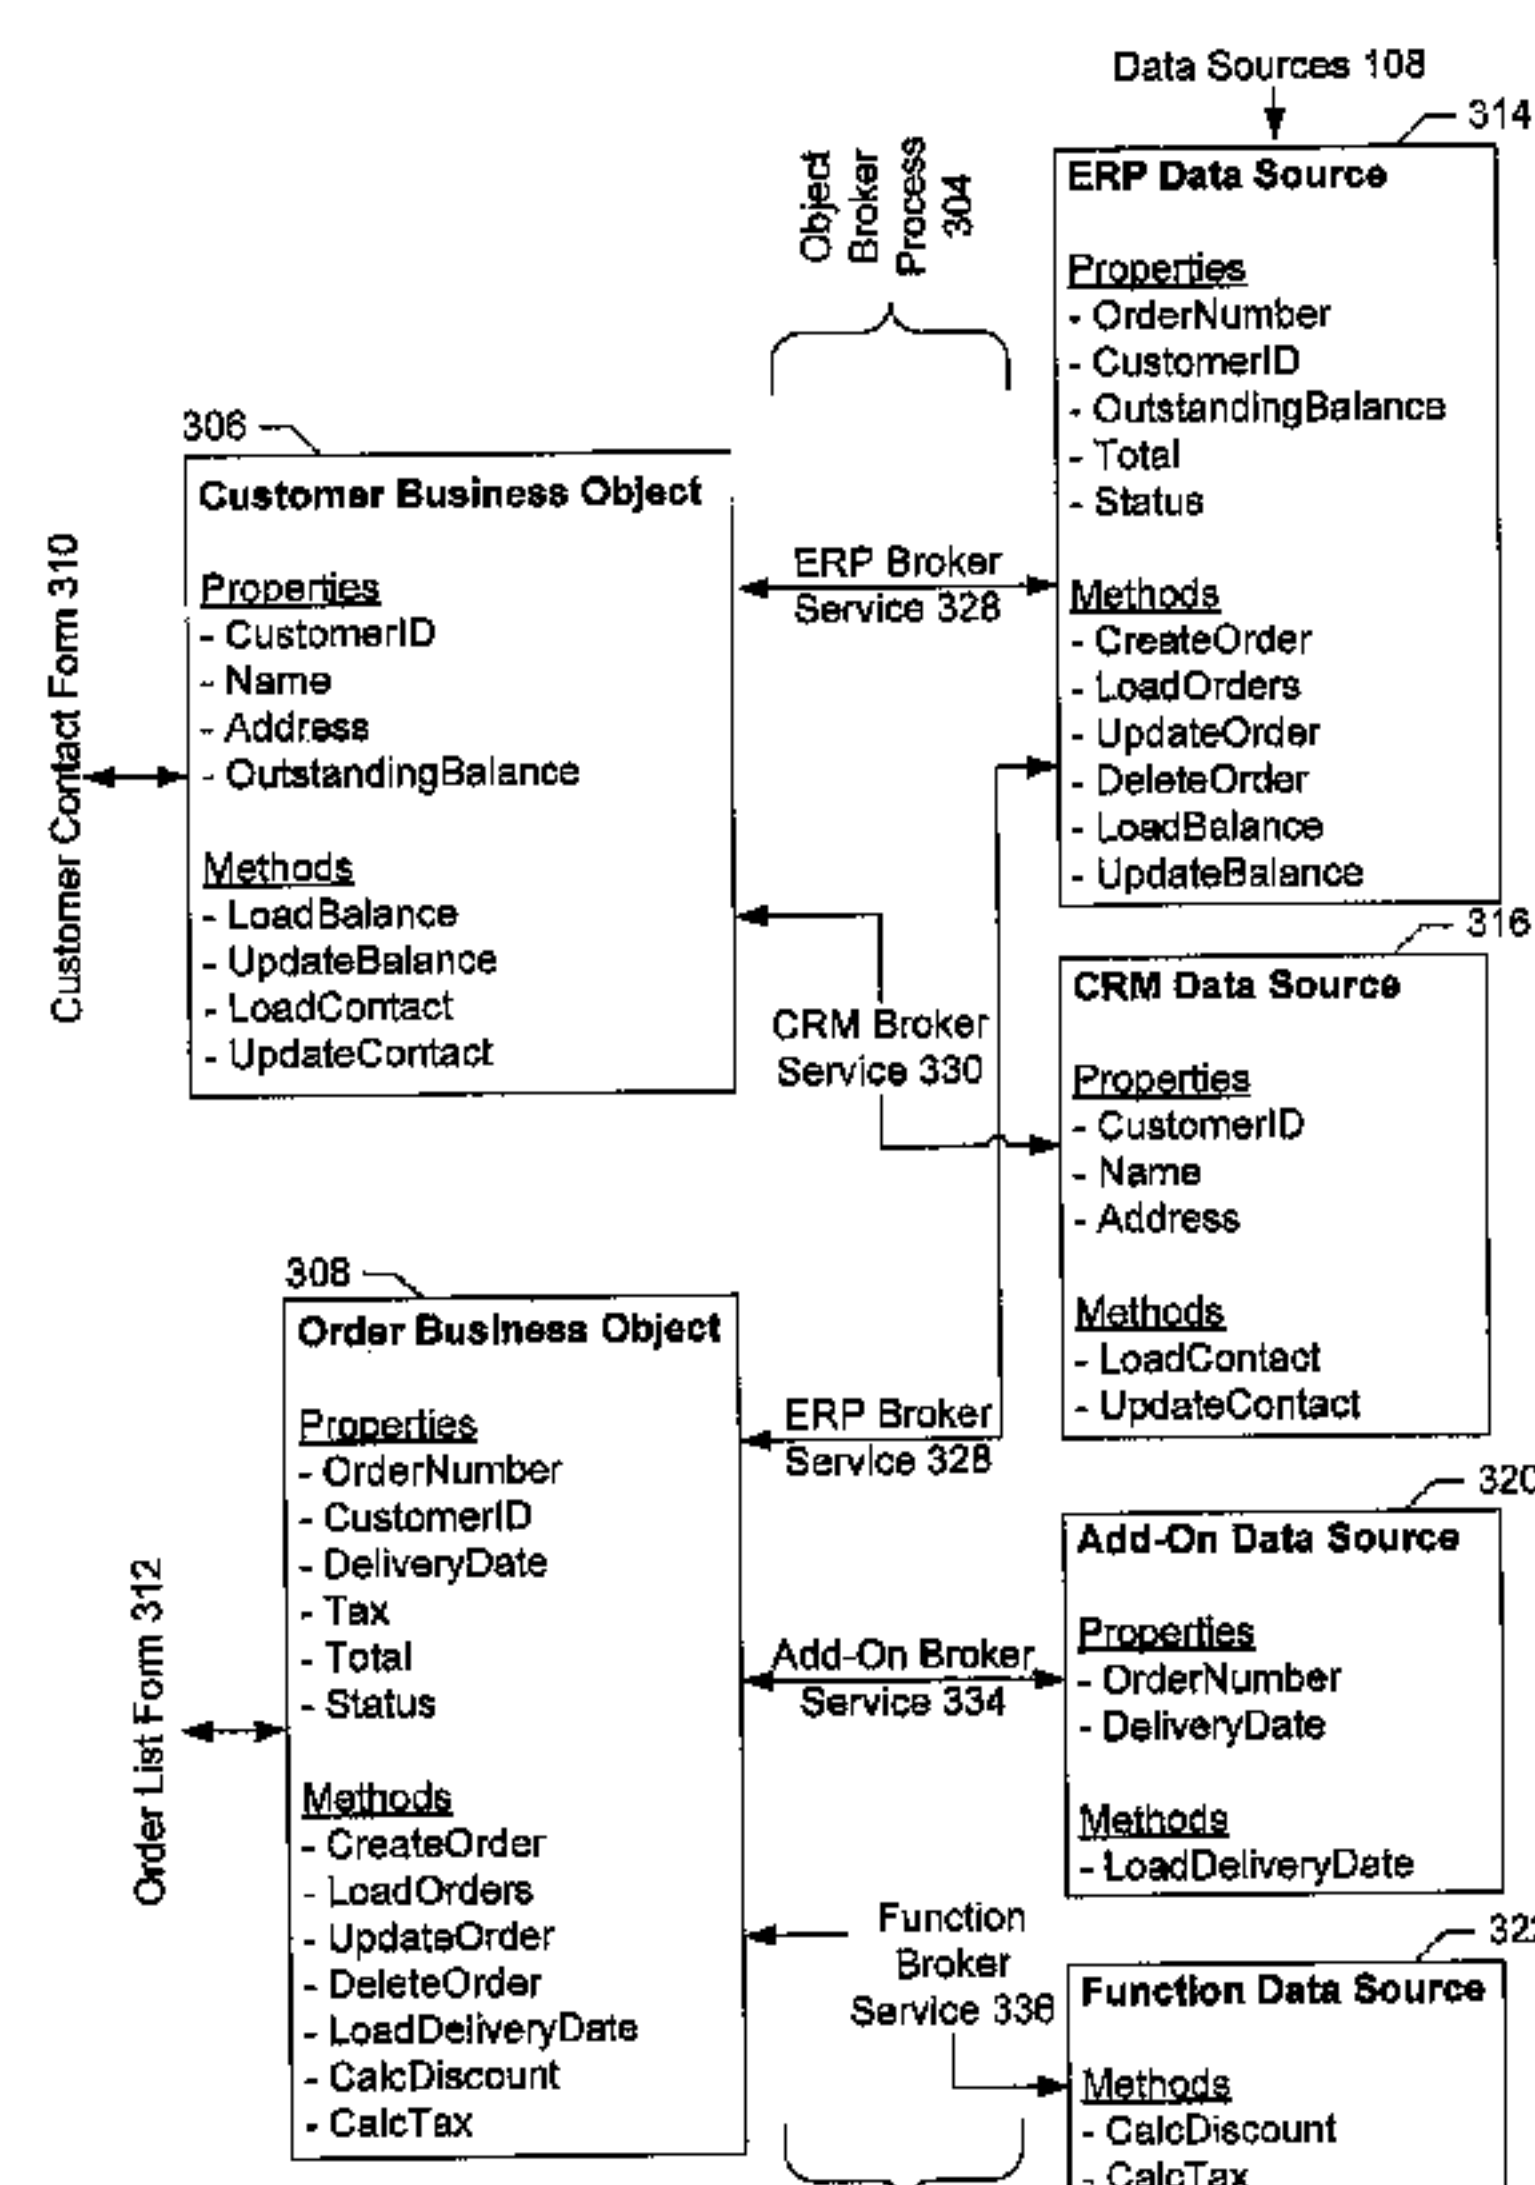 Data Sources 108
314
Object
Broker
Process
304
ERP Data Source
Properties
- OrderNumber
- CustomerID
- OutstandingBalance
- Total
- Status
Methods
- CreateOrder
- LoadOrders
- UpdateOrder
- DeleteOrder
- LoadBalance
- UpdateBalance
306
Customer Business Object
Properties
- CustomerID
- Name
- Address
- OutstandingBalance
Methods
- LoadBalance
- UpdateBalance
- LoadContact
- UpdateContact
Customer Contact Form 310
ERP Broker
Service 328
CRM Broker
Service 330
316
CRM Data Source
Properties
- CustomerID
- Name
- Address
Methods
- LoadContact
- UpdateContact
308
Order Business Object
Properties
- OrderNumber
- CustomerID
- DeliveryDate
- Tax
- Total
- Status
Methods
- CreateOrder
- LoadOrders
- UpdateOrder
- DeleteOrder
- LoadDeliveryDate
- CalcDiscount
- CalcTax
Order List Form 312
ERP Broker
Service 328
Add-On Broker
Service 334
Function
Broker
Service 336
320
Add-On Data Source
Properties
- OrderNumber
- DeliveryDate
Methods
- LoadDeliveryDate
322
Function Data Source
Methods
- CalcDiscount
- CalcTax